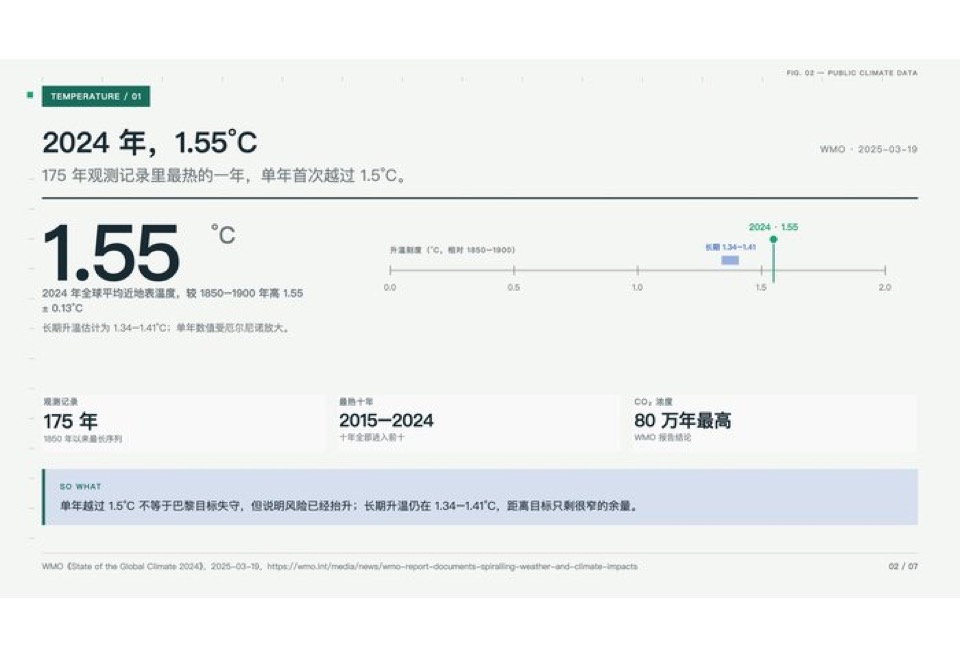 FIG. 02 — PUBLIC CLIMATE DATA
TEMPERATURE / 01
2024 年，1.55°C
WMO · 2025-03-19
175 年观测记录里最热的一年，单年首次越过 1.5°C。
1.55 °C
2024 年全球平均近地表温度，较 1850—1900 年高 1.55
± 0.13°C
长期升温估计为 1.34—1.41°C；单年数值受厄尔尼诺放大。
升温刻度（°C，相对 1850—1900）
2024 · 1.55
长期 1.34—1.41
0.0 0.5 1.0 1.5 2.0
观测记录
175 年
1850 年以来最长序列
最热十年
2015—2024
十年全部进入前十
CO₂ 浓度
80 万年最高
WMO 报告结论
SO WHAT
单年越过 1.5°C 不等于巴黎目标失守，但说明风险已经抬升；长期升温仍在 1.34—1.41°C，距离目标只剩很窄的余量。
WMO《State of the Global Climate 2024》，2025-03-19，https://wmo.int/media/news/wmo-report-documents-spiralling-weather-and-climate-impacts
02 / 07